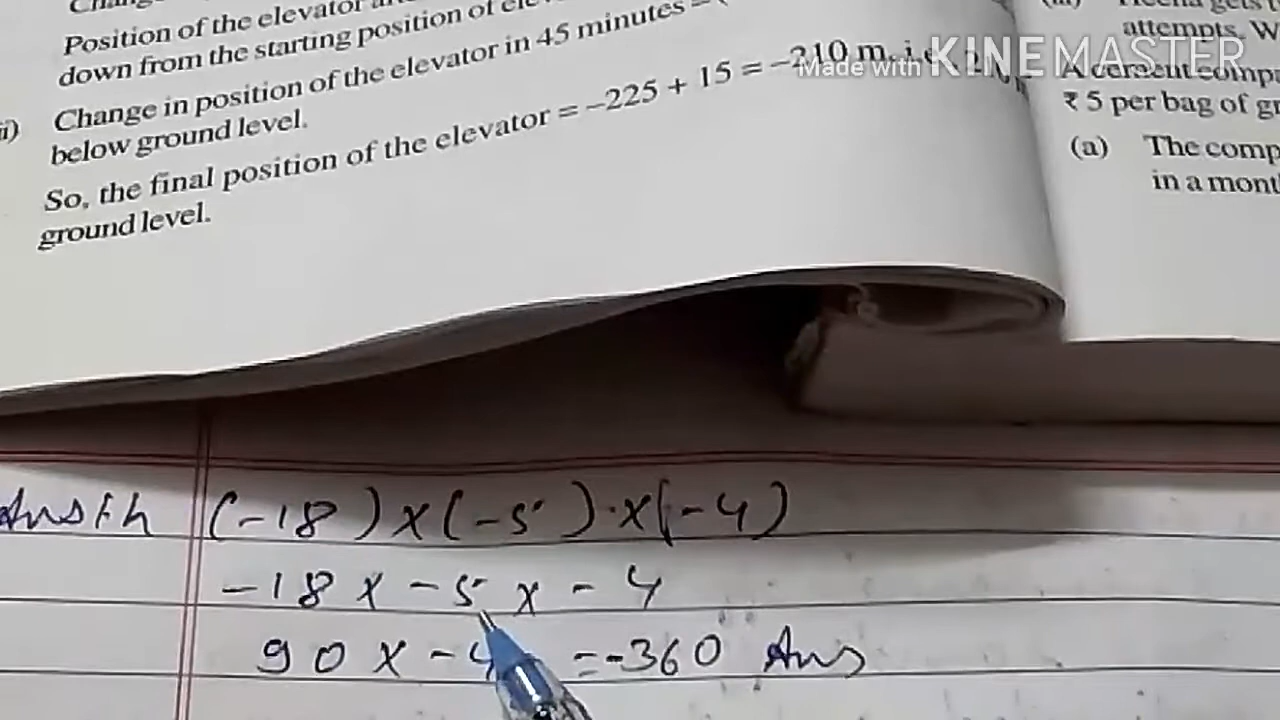 Position of the elevator
down from the starting position of
Change in position of the elevator in 45 minutes =
below ground level.
So, the final position of the elevator = –225 + 15 = –210 m, i.e., 210 m
ground level.
attempts. W
A cement comp
₹ 5 per bag of
(a) The comp
in a mont
Made with KINEMASTER
(-18) x (-5) x (-4)
-18 x -5 x - 4
90 x -4 = -360 Ans